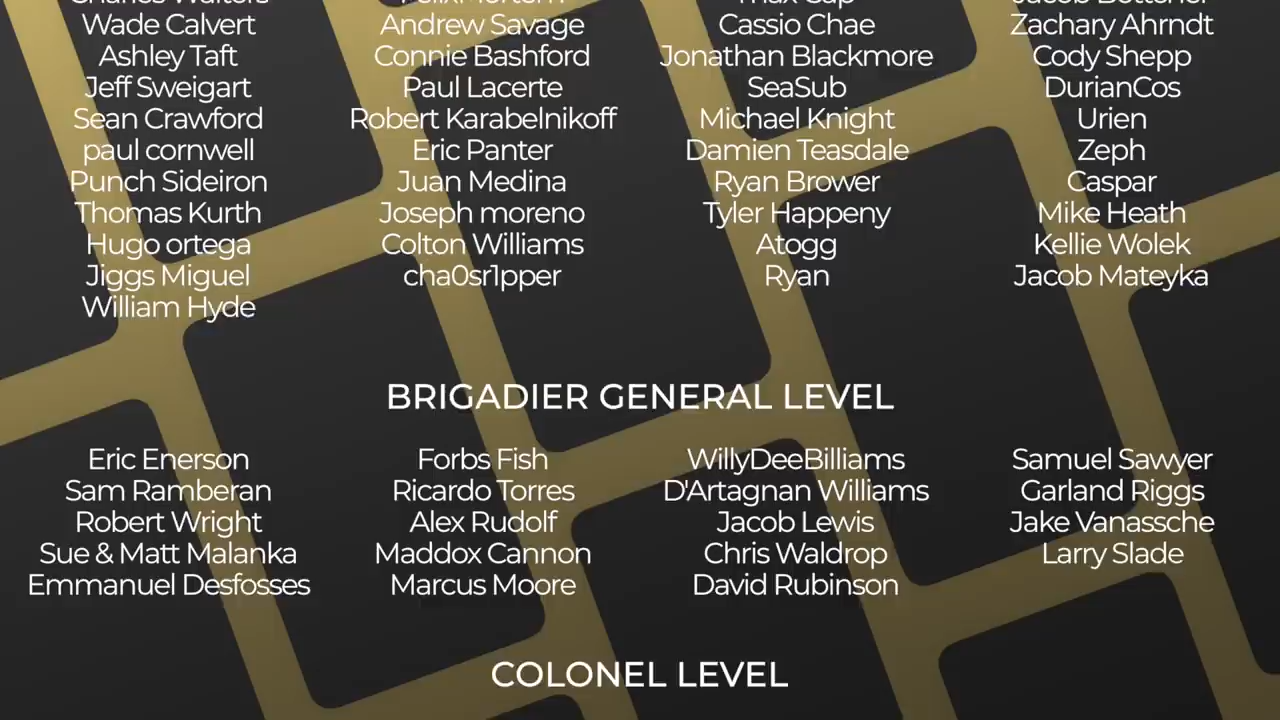 Wade Calvert Andrew Savage Cassio Chae Zachary Ahrndt
Ashley Taft Connie Bashford Jonathan Blackmore Cody Shepp
Jeff Sweigart Paul Lacerte SeaSub DurianCos
Sean Crawford Robert Karabelnikoff Michael Knight Urien
paul cornwell Eric Panter Damien Teasdale Zeph
Punch Sideiron Juan Medina Ryan Brower Caspar
Thomas Kurth Joseph moreno Tyler Happeny Mike Heath
Hugo ortega Colton Williams Atogg Kellie Wolek
Jiggs Miguel cha0sr1pper Ryan Jacob Mateyka
William Hyde
BRIGADIER GENERAL LEVEL
Eric Enerson Forbs Fish WillyDeeBilliams Samuel Sawyer
Sam Ramberan Ricardo Torres D'Artagnan Williams Garland Riggs
Robert Wright Alex Rudolf Jacob Lewis Jake Vanassche
Sue & Matt Malanka Maddox Cannon Chris Waldrop Larry Slade
Emmanuel Desfosses Marcus Moore David Rubinson
COLONEL LEVEL